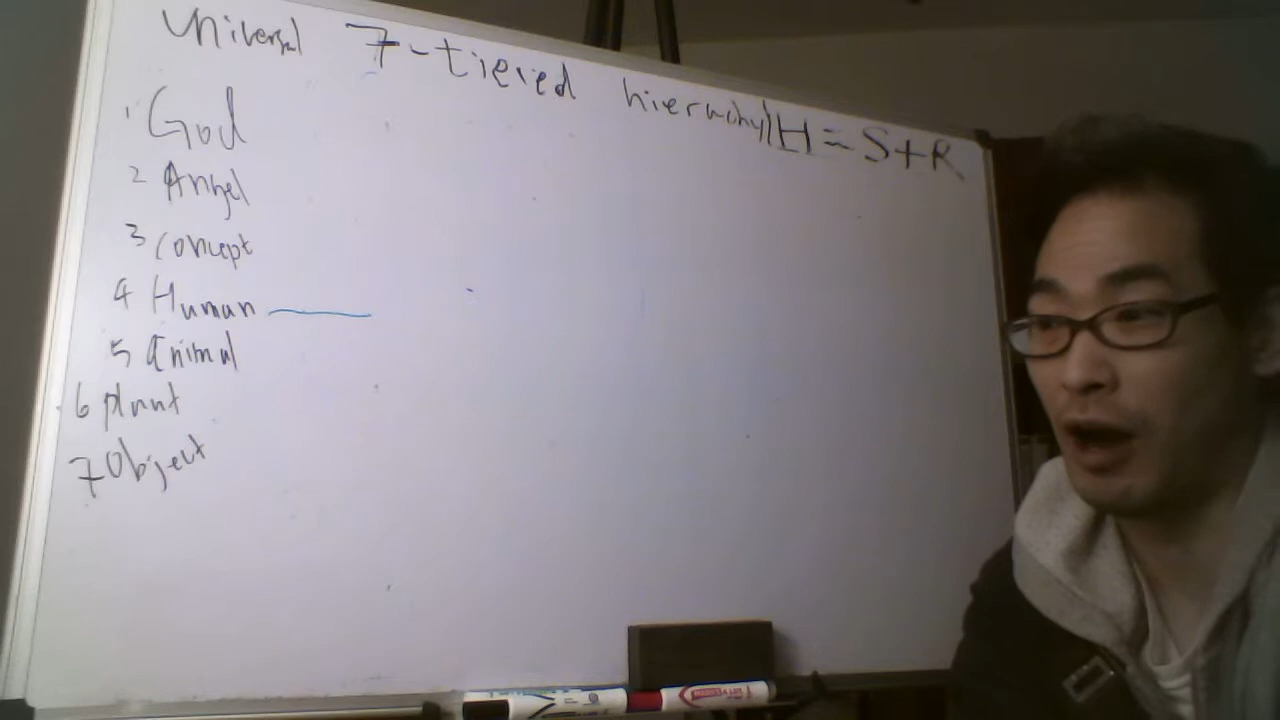 Universal 7-tiered hierarchy H = S+R
1 God
2 Angel
3 concept
4 Human
5 Animal
6 plant
7 Object